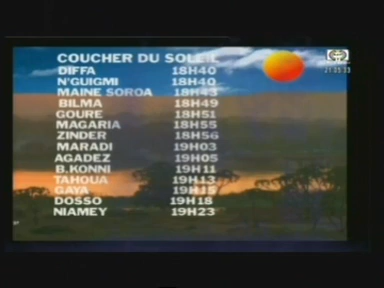 COUCHER DU SOLEIL
DIFFA 18H40
N'GUIGMI 18H40
MAINE SOROA 18H43
BILMA 18H49
GOURE 18H51
MAGARIA 18H55
ZINDER 18H56
MARADI 19H03
AGADEZ 19H05
B.KONNI 19H11
TAHOUA 19H13
GAYA 19H15
DOSSO 19H18
NIAMEY 19H23